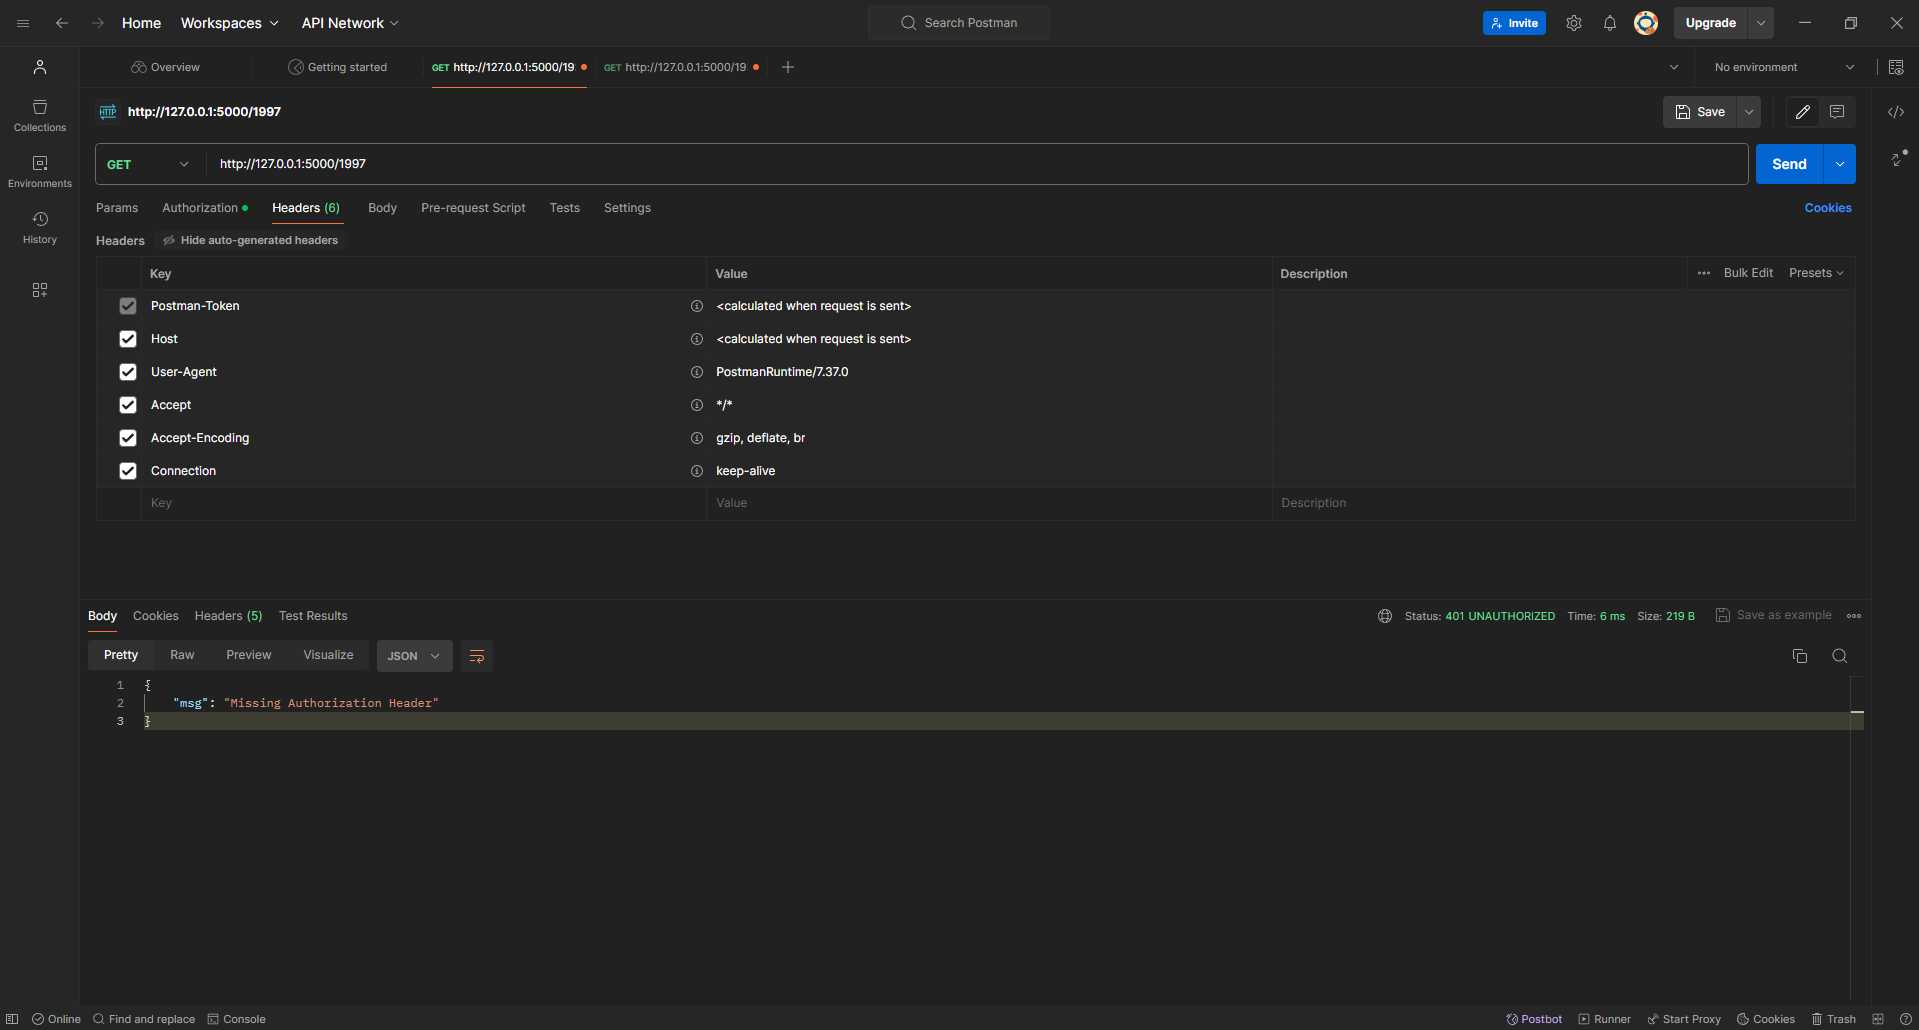 Home Workspaces API Network Search Postman Invite Upgrade
Overview Getting started GET http://127.0.0.1:5000/19 GET http://127.0.0.1:5000/19 No environment
HTTP http://127.0.0.1:5000/1997 Save
Collections
Environments
History
GET http://127.0.0.1:5000/1997 Send
Params Authorization Headers (6) Body Pre-request Script Tests Settings Cookies
Headers Hide auto-generated headers
Key Value Description Bulk Edit Presets
Postman-Token <calculated when request is sent>
Host <calculated when request is sent>
User-Agent PostmanRuntime/7.37.0
Accept */*
Accept-Encoding gzip, deflate, br
Connection keep-alive
Key Value Description
Body Cookies Headers (5) Test Results Status: 401 UNAUTHORIZED Time: 6 ms Size: 219 B Save as example
Pretty Raw Preview Visualize JSON
1 {
2 "msg": "Missing Authorization Header"
3 }
Online Find and replace Console Postbot Runner Start Proxy Cookies Trash